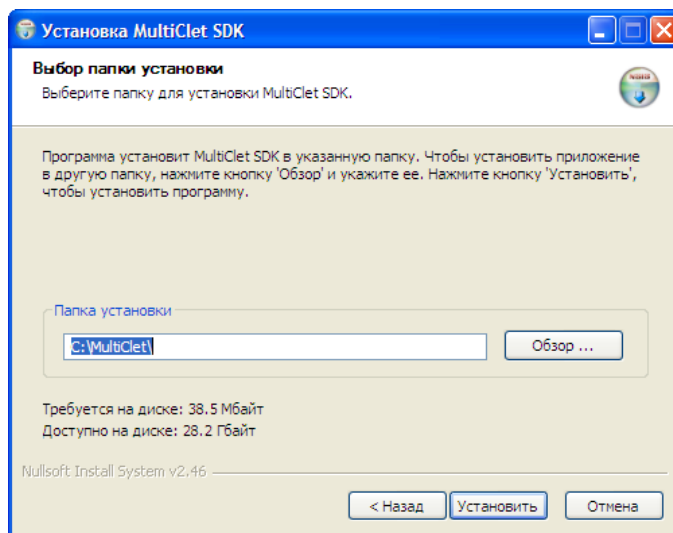 Установка MultiClet SDK
Выбор папки установки
Выберите папку для установки MultiClet SDK.
Программа установит MultiClet SDK в указанную папку. Чтобы установить приложение
в другую папку, нажмите кнопку 'Обзор' и укажите ее. Нажмите кнопку 'Установить',
чтобы установить программу.
Папка установки
C:\MultiClet\
Обзор ...
Требуется на диске: 38.5 Мбайт
Доступно на диске: 28.2 Гбайт
Nullsoft Install System v2.46
< Назад
Установить
Отмена